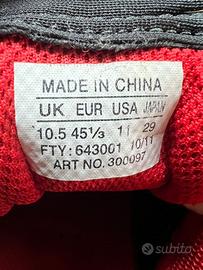 MADE IN CHINA
UK EUR USA JAPAN
10.5 45⅓ 11 29
FTY: 643001 10/11
ART NO. 300097
subito